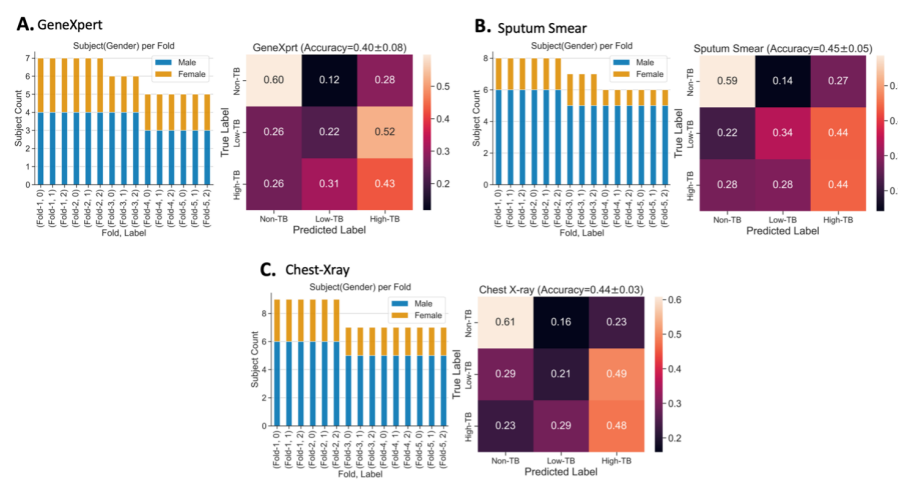 A. GeneXpert
Subject(Gender) per Fold
Male
Female
Subject Count
7
6
5
4
3
2
1
0
(Fold-1, 0)
(Fold-1, 1)
(Fold-1, 2)
(Fold-2, 0)
(Fold-2, 1)
(Fold-2, 2)
(Fold-3, 0)
(Fold-3, 1)
(Fold-3, 2)
(Fold-4, 0)
(Fold-4, 1)
(Fold-4, 2)
(Fold-5, 0)
(Fold-5, 1)
(Fold-5, 2)
Fold, Label
GeneXprt (Accuracy=0.40±0.08)
True Label
Non-TB
Low-TB
High-TB
0.60 0.12 0.28
0.26 0.22 0.52
0.26 0.31 0.43
Non-TB Low-TB High-TB
Predicted Label
0.5
0.4
0.3
0.2
B. Sputum Smear
Subject(Gender) per Fold
Male
Female
Subject Count
8
6
4
2
0
(Fold-1, 0)
(Fold-1, 1)
(Fold-1, 2)
(Fold-2, 0)
(Fold-2, 1)
(Fold-2, 2)
(Fold-3, 0)
(Fold-3, 1)
(Fold-3, 2)
(Fold-4, 0)
(Fold-4, 1)
(Fold-4, 2)
(Fold-5, 0)
(Fold-5, 1)
(Fold-5, 2)
Fold, Label
Sputum Smear (Accuracy=0.45±0.05)
True Label
Non-TB
Low-TB
High-TB
0.59 0.14 0.27
0.22 0.34 0.44
0.28 0.28 0.44
Non-TB Low-TB High-TB
Predicted Label
0.
0.
0.
0.
C. Chest-Xray
Subject(Gender) per Fold
Male
Female
Subject Count
8
6
4
2
0
(Fold-1, 0)
(Fold-1, 1)
(Fold-1, 2)
(Fold-2, 0)
(Fold-2, 1)
(Fold-2, 2)
(Fold-3, 0)
(Fold-3, 1)
(Fold-3, 2)
(Fold-4, 0)
(Fold-4, 1)
(Fold-4, 2)
(Fold-5, 0)
(Fold-5, 1)
(Fold-5, 2)
Fold, Label
Chest X-ray (Accuracy=0.44±0.03)
True Label
Non-TB
Low-TB
High-TB
0.61 0.16 0.23
0.29 0.21 0.49
0.23 0.29 0.48
Non-TB Low-TB High-TB
Predicted Label
0.6
0.5
0.4
0.3
0.2